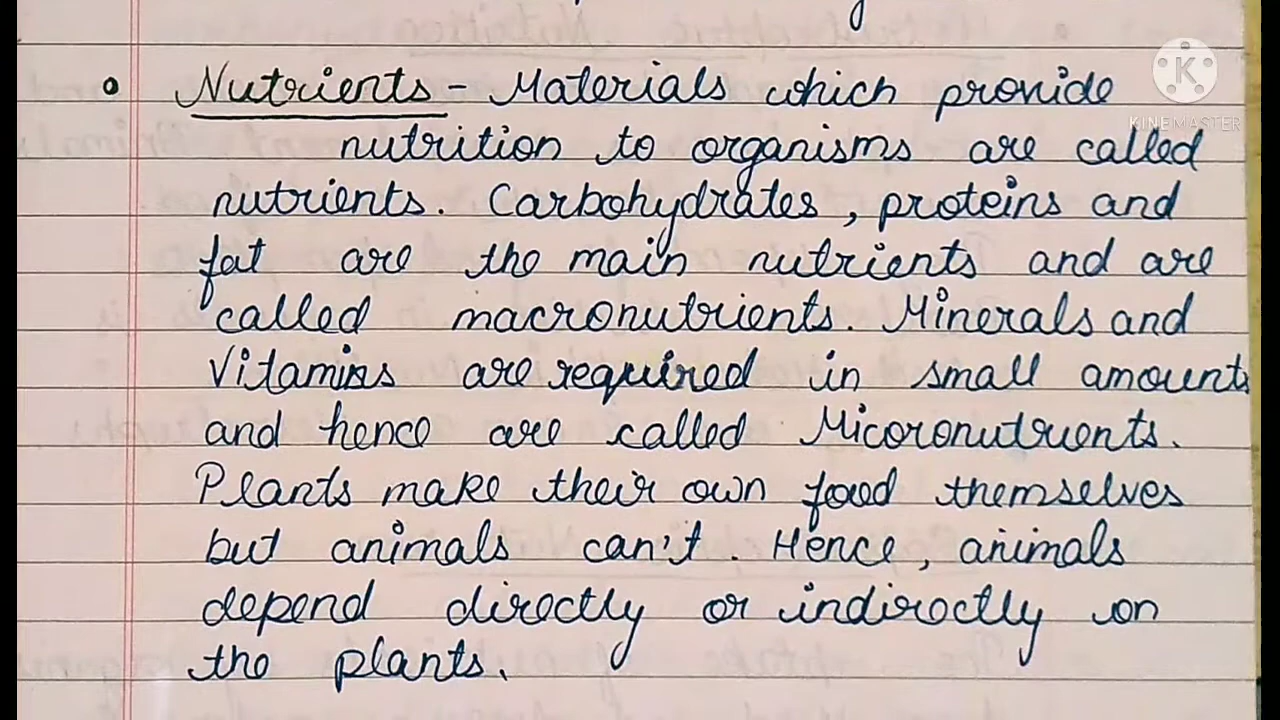 • Nutrients - Materials which provide
nutrition to organisms are called
nutrients. Carbohydrates, proteins and
fat are the main nutrients and are
called macronutrients. Minerals and
Vitamins are required in small amounts
and hence are called Micoronutrients.
Plants make their own food themselves
but animals can't. Hence, animals
depend directly or indirectly on
the plants.
K
KINEMASTER